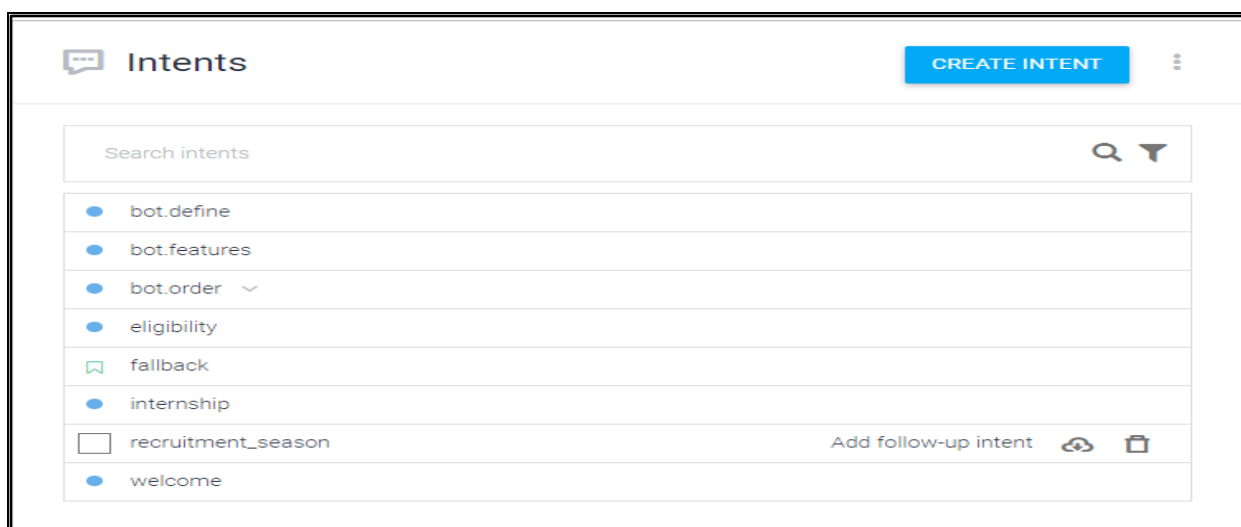 Intents
CREATE INTENT
Search intents
bot.define
bot.features
bot.order
eligibility
fallback
internship
recruitment_season Add follow-up intent
welcome